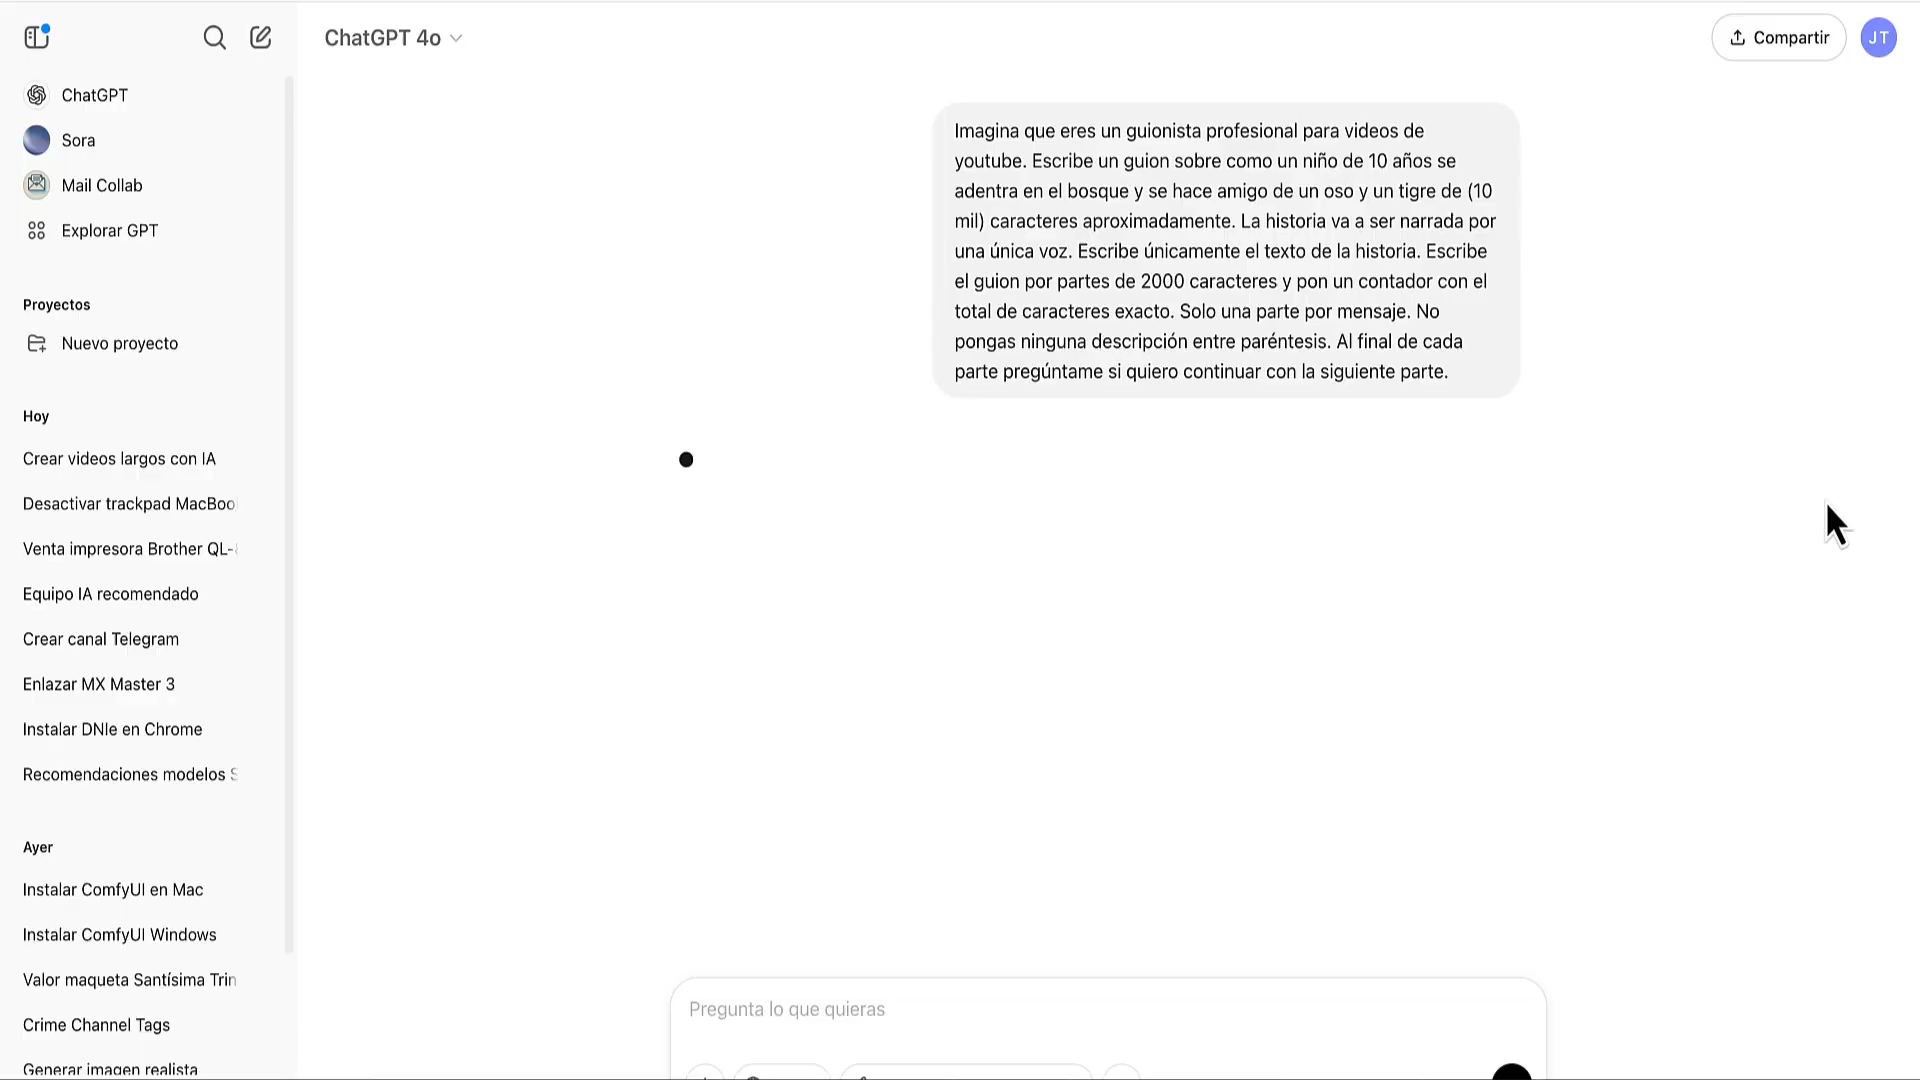 ChatGPT 4o
Compartir
JT
ChatGPT
Sora
Mail Collab
Explorar GPT
Proyectos
Nuevo proyecto
Hoy
Crear videos largos con IA
Desactivar trackpad MacBoo
Venta impresora Brother QL-
Equipo IA recomendado
Crear canal Telegram
Enlazar MX Master 3
Instalar DNIe en Chrome
Recomendaciones modelos S
Ayer
Instalar ComfyUI en Mac
Instalar ComfyUI Windows
Valor maqueta Santísima Trin
Crime Channel Tags
Generar imagen realista
Imagina que eres un guionista profesional para videos de
youtube. Escribe un guion sobre como un niño de 10 años se
adentra en el bosque y se hace amigo de un oso y un tigre de (10
mil) caracteres aproximadamente. La historia va a ser narrada por
una única voz. Escribe únicamente el texto de la historia. Escribe
el guion por partes de 2000 caracteres y pon un contador con el
total de caracteres exacto. Solo una parte por mensaje. No
pongas ninguna descripción entre paréntesis. Al final de cada
parte pregúntame si quiero continuar con la siguiente parte.
Pregunta lo que quieras